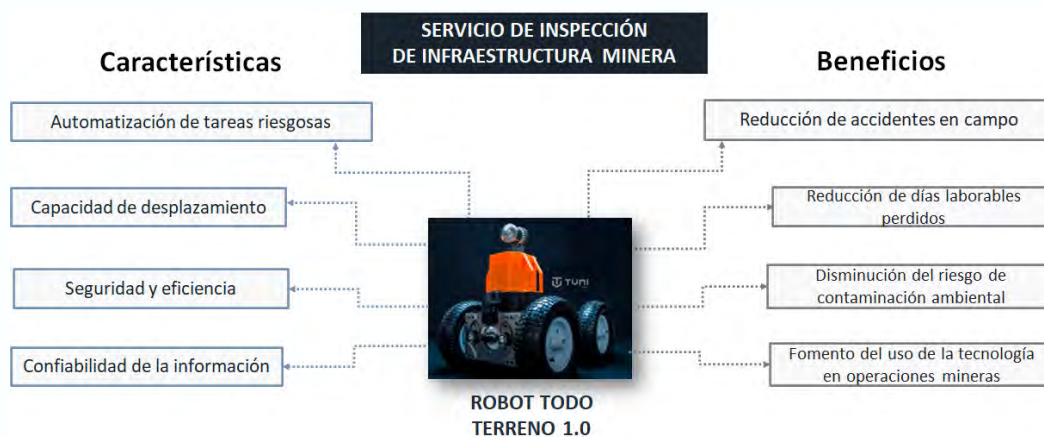 SERVICIO DE INSPECCIÓN
DE INFRAESTRUCTURA MINERA
Características
Automatización de tareas riesgosas
Capacidad de desplazamiento
Seguridad y eficiencia
Confiabilidad de la información
Beneficios
Reducción de accidentes en campo
Reducción de días laborables
perdidos
Disminución del riesgo de
contaminación ambiental
Fomento del uso de la tecnología
en operaciones mineras
TUMI
ROBOT TODO
TERRENO 1.0